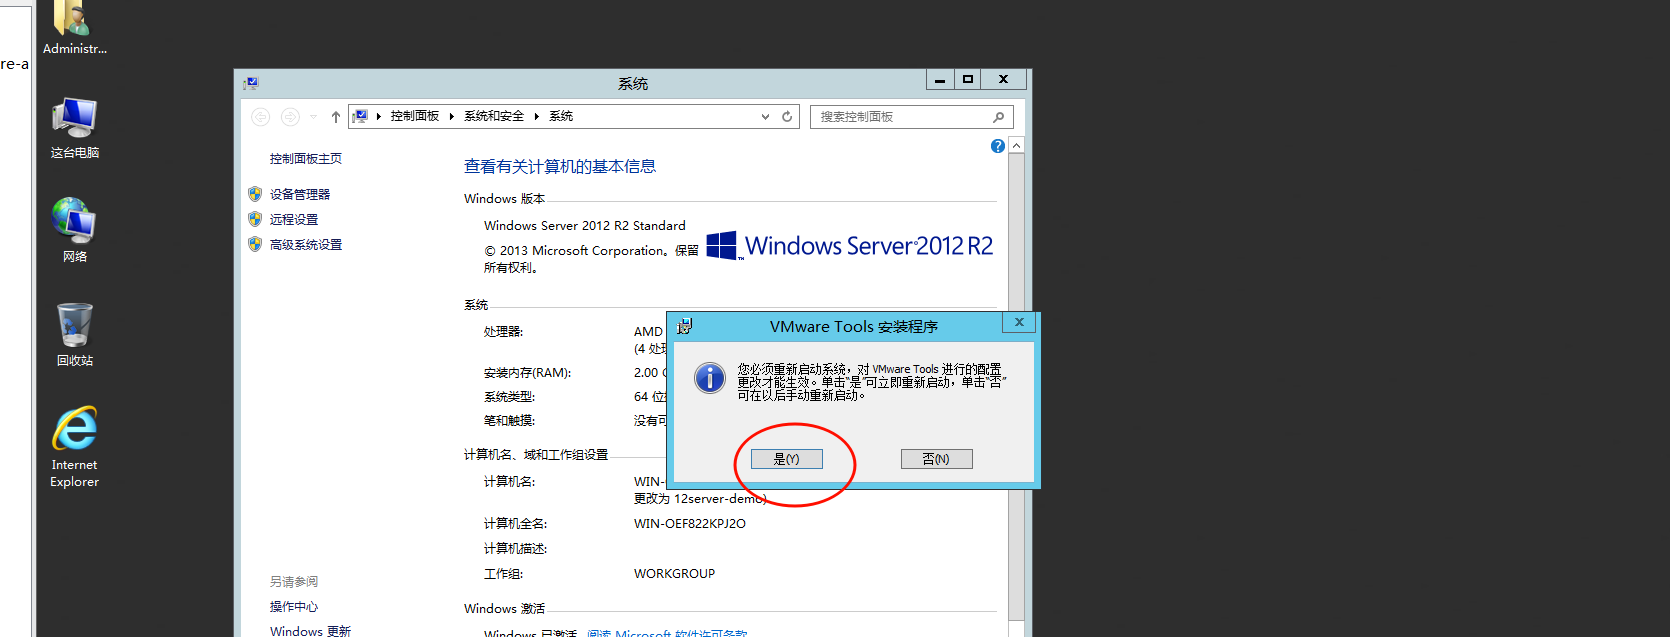 Administr...
re-a
系统
控制面板
系统和安全
系统
搜索控制面板
这台电脑
控制面板主页
查看有关计算机的基本信息
设备管理器
Windows 版本
远程设置
Windows Server 2012 R2 Standard
高级系统设置
© 2013 Microsoft Corporation。保留
所有权利。
Windows Server 2012 R2
网络
系统
处理器:
AMD
(4 处
VMware Tools 安装程序
回收站
安装内存(RAM):
2.00
您必须重新启动系统，对 VMware Tools 进行的配置
更改才能生效。单击“是”可立即重新启动，单击“否”
可在以后手动重新启动。
系统类型:
64 位
笔和触摸:
没有可
计算机名、域和工作组设置
是(Y)
否(N)
Internet
Explorer
计算机名:
WIN-
更改为 12server-demo)
计算机全名:
WIN-OEF822KPJ2O
计算机描述:
工作组:
WORKGROUP
另请参阅
操作中心
Windows 更新
Windows 激活
Windows 已激活 阅读 Microsoft 软件许可条款